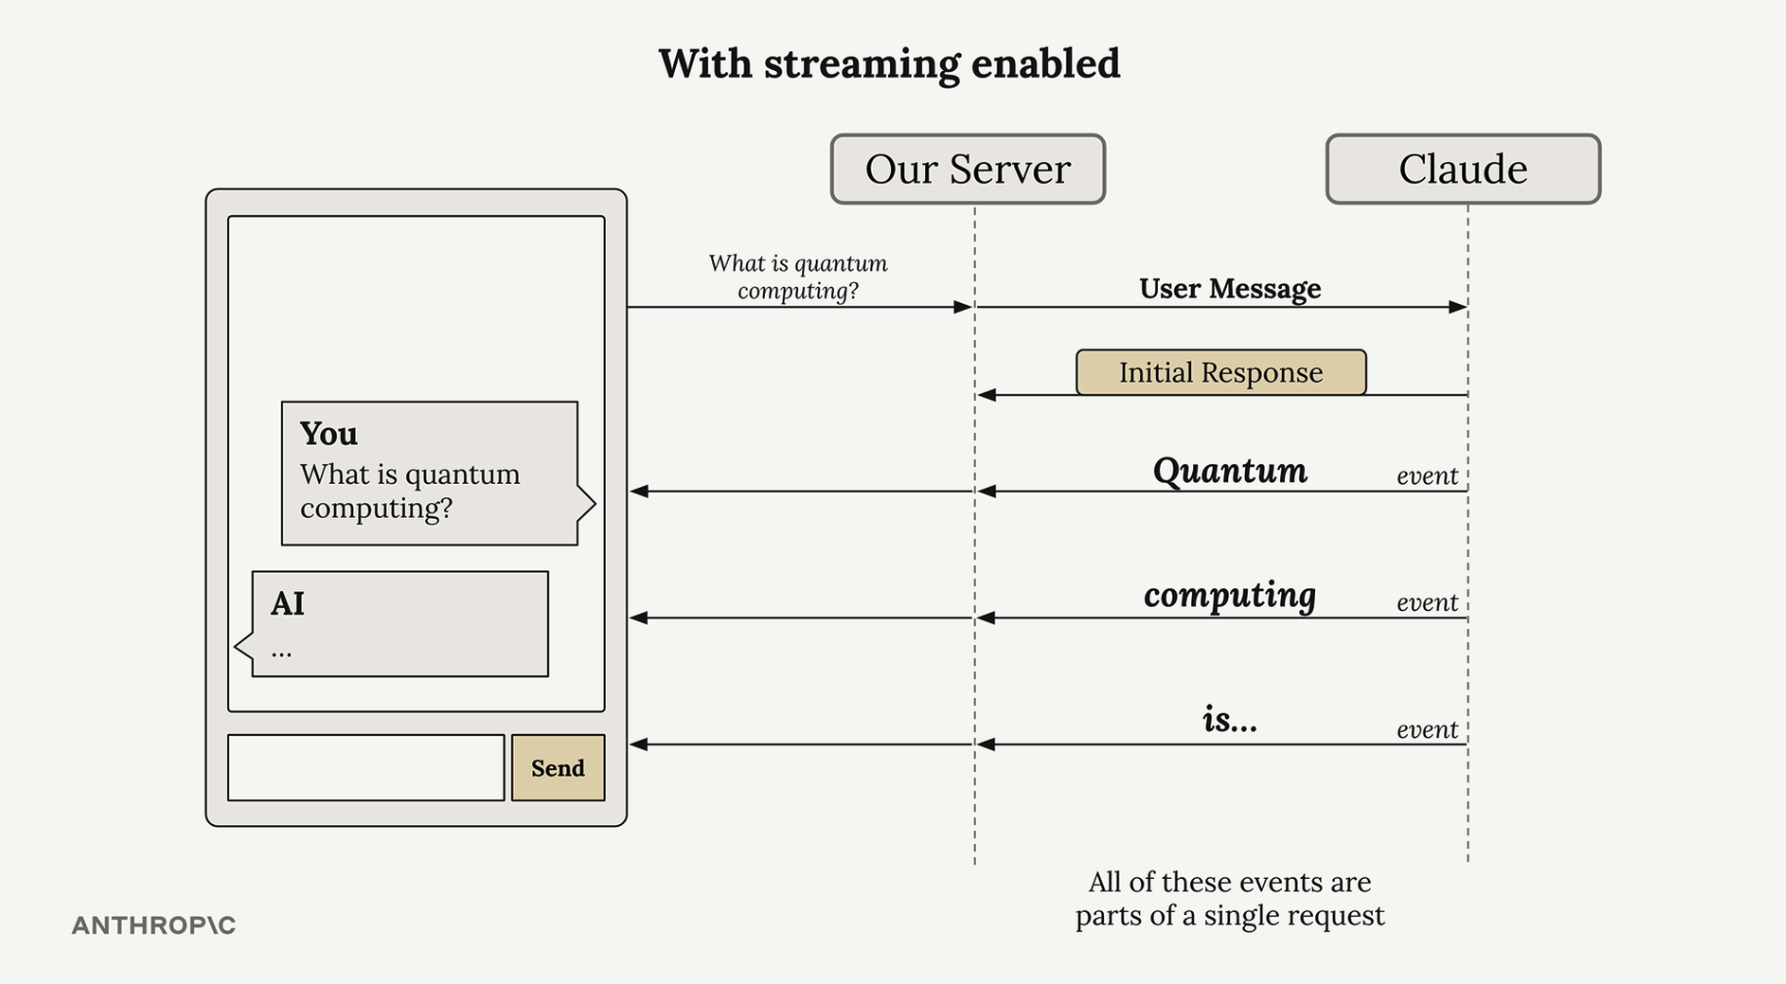 With streaming enabled
Our Server
Claude
What is quantum
computing?
User Message
Initial Response
You
What is quantum
computing?
Quantum
event
AI
...
computing
event
is...
event
Send
All of these events are
parts of a single request
ANTHROP\C